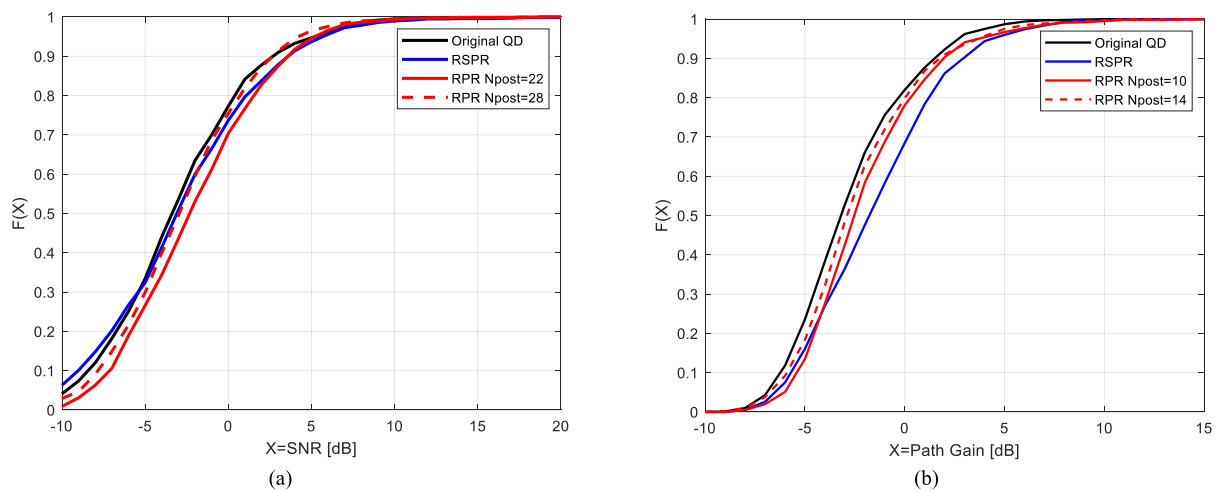 1
0.9
0.8
0.7
0.6
0.5
0.4
0.3
0.2
0.1
0
F(X)
-10 -5 0 5 10 15 20
X=SNR [dB]
Original QD
RSPR
RPR Npost=22
RPR Npost=28
(a)
1
0.9
0.8
0.7
0.6
0.5
0.4
0.3
0.2
0.1
0
F(X)
-10 -5 0 5 10 15
X=Path Gain [dB]
Original QD
RSPR
RPR Npost=10
RPR Npost=14
(b)